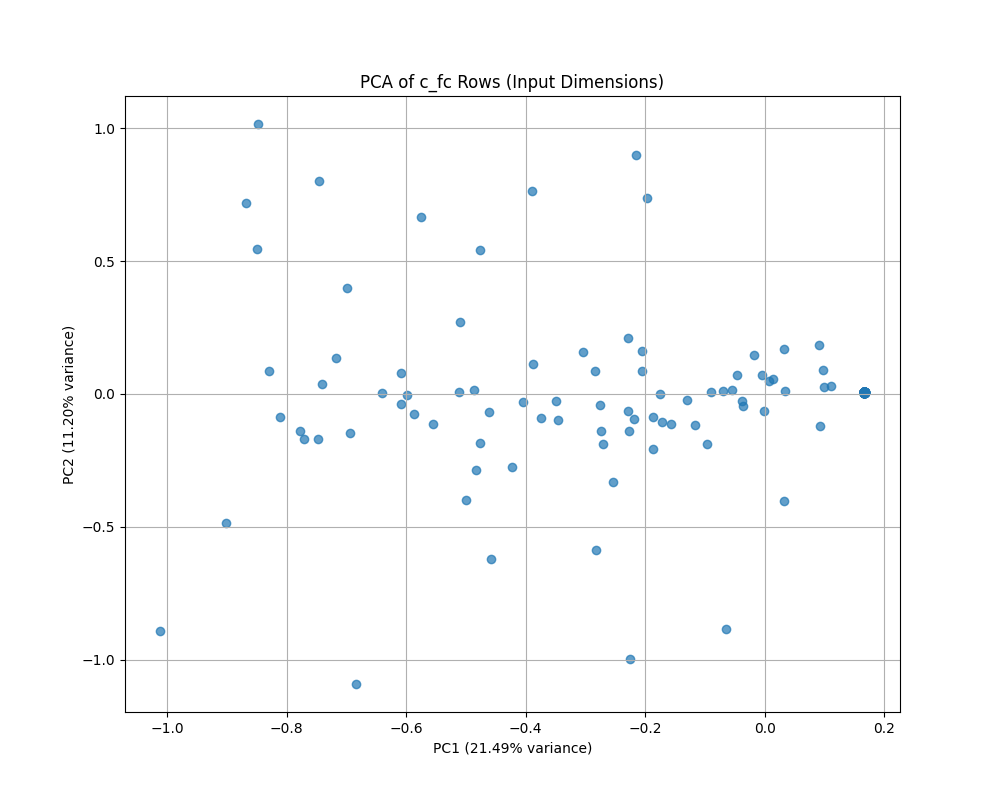 PCA of c_fc Rows (Input Dimensions)
1.0
0.5
0.0
−0.5
−1.0
PC2 (11.20% variance)
−1.0 −0.8 −0.6 −0.4 −0.2 0.0 0.2
PC1 (21.49% variance)